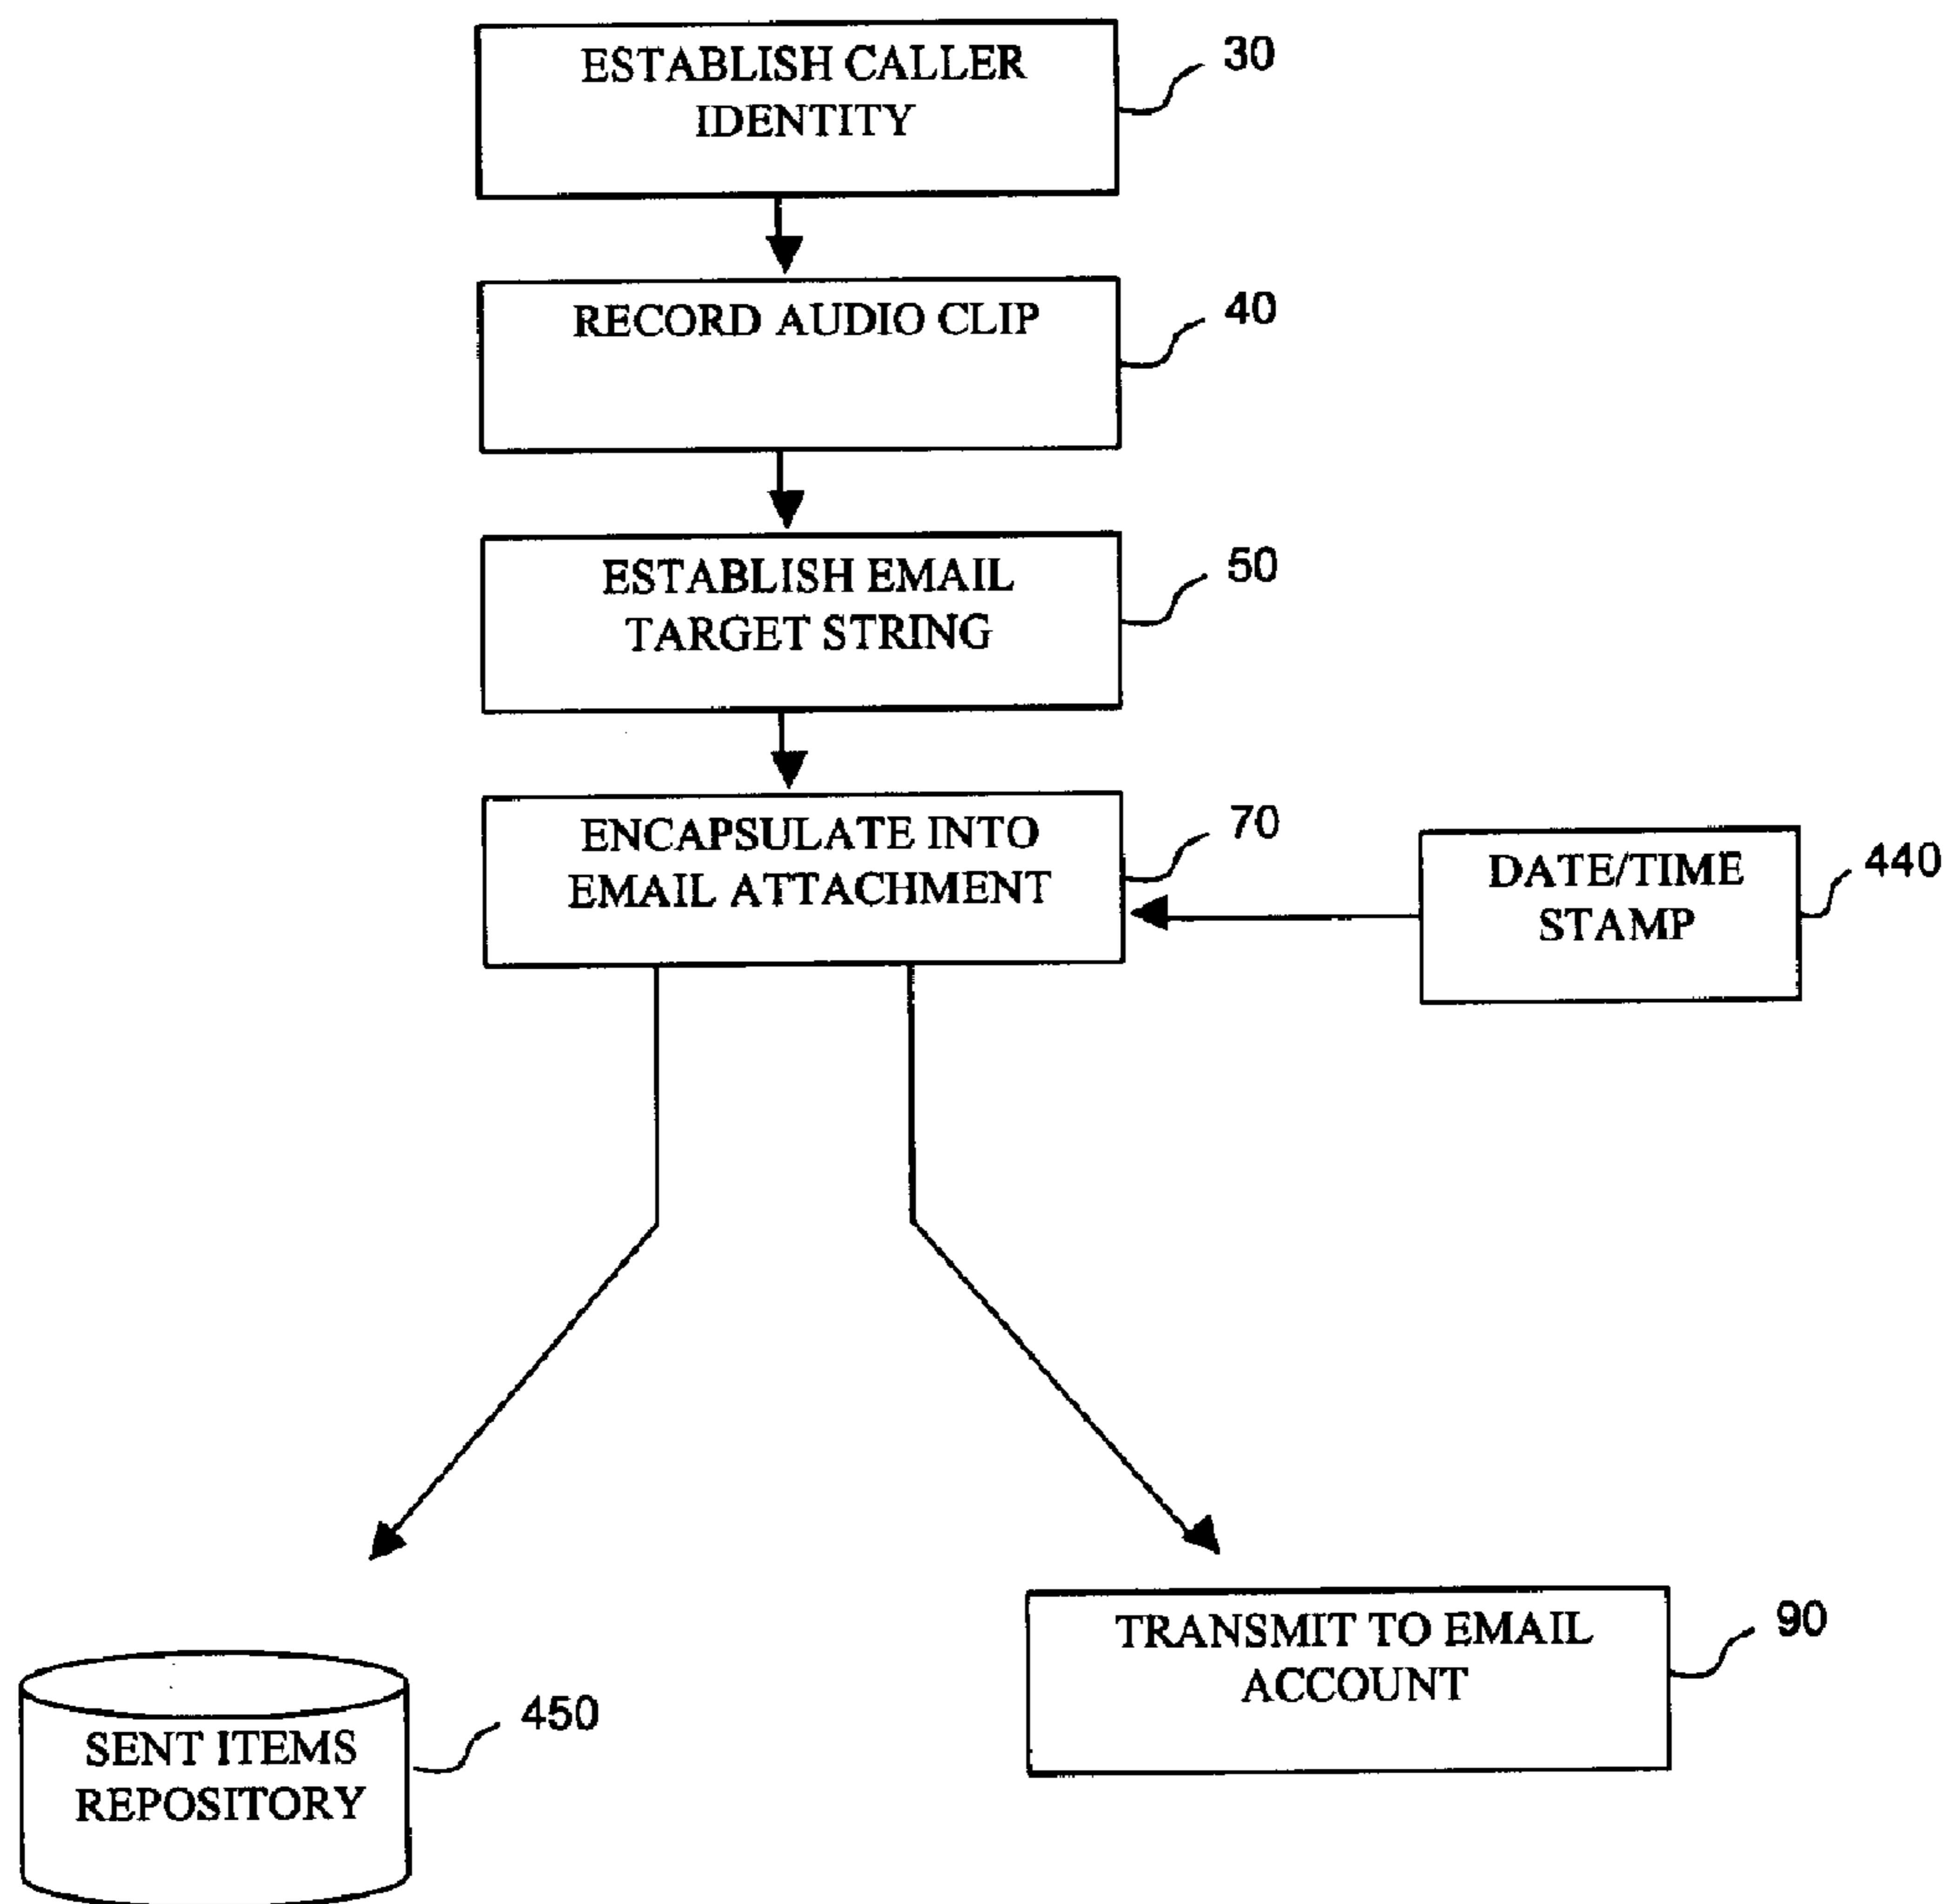 ESTABLISH CALLER
IDENTITY
30
RECORD AUDIO CLIP
40
ESTABLISH EMAIL
TARGET STRING
50
ENCAPSULATE INTO
EMAIL ATTACHMENT
70
DATE/TIME
STAMP
440
SENT ITEMS
REPOSITORY
450
TRANSMIT TO EMAIL
ACCOUNT
90